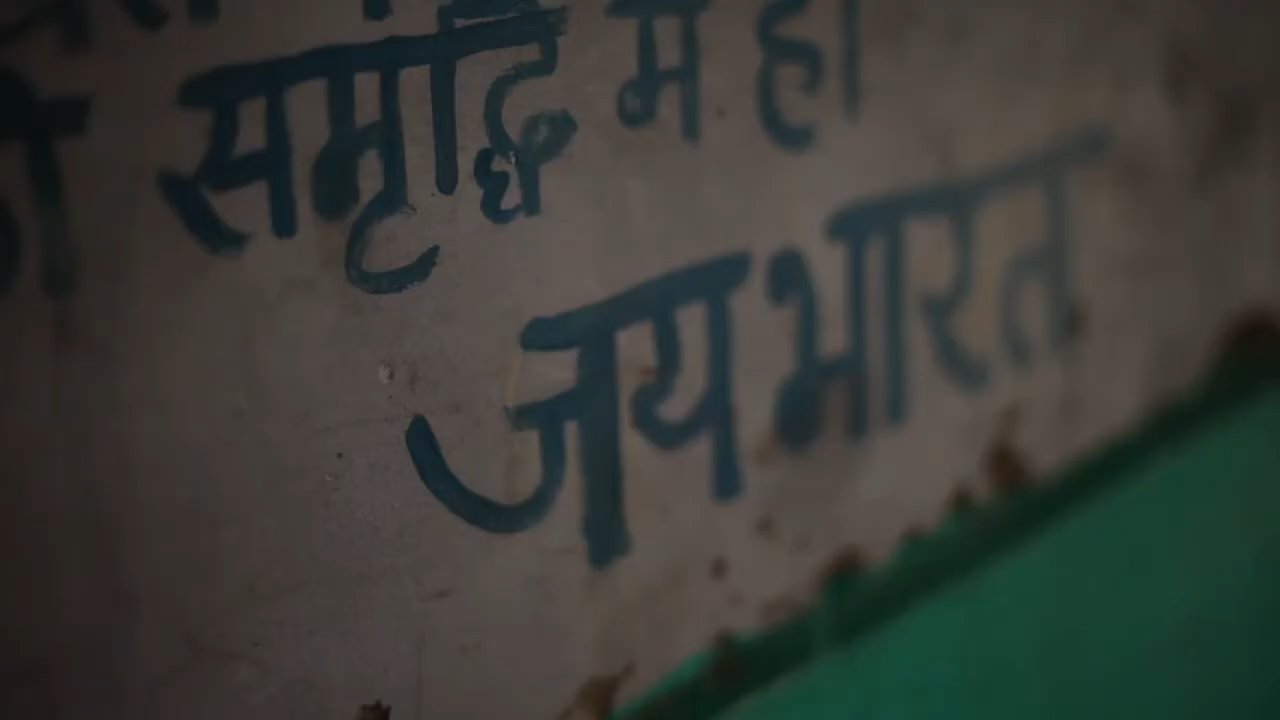 समृद्धि में ही
जय भारत